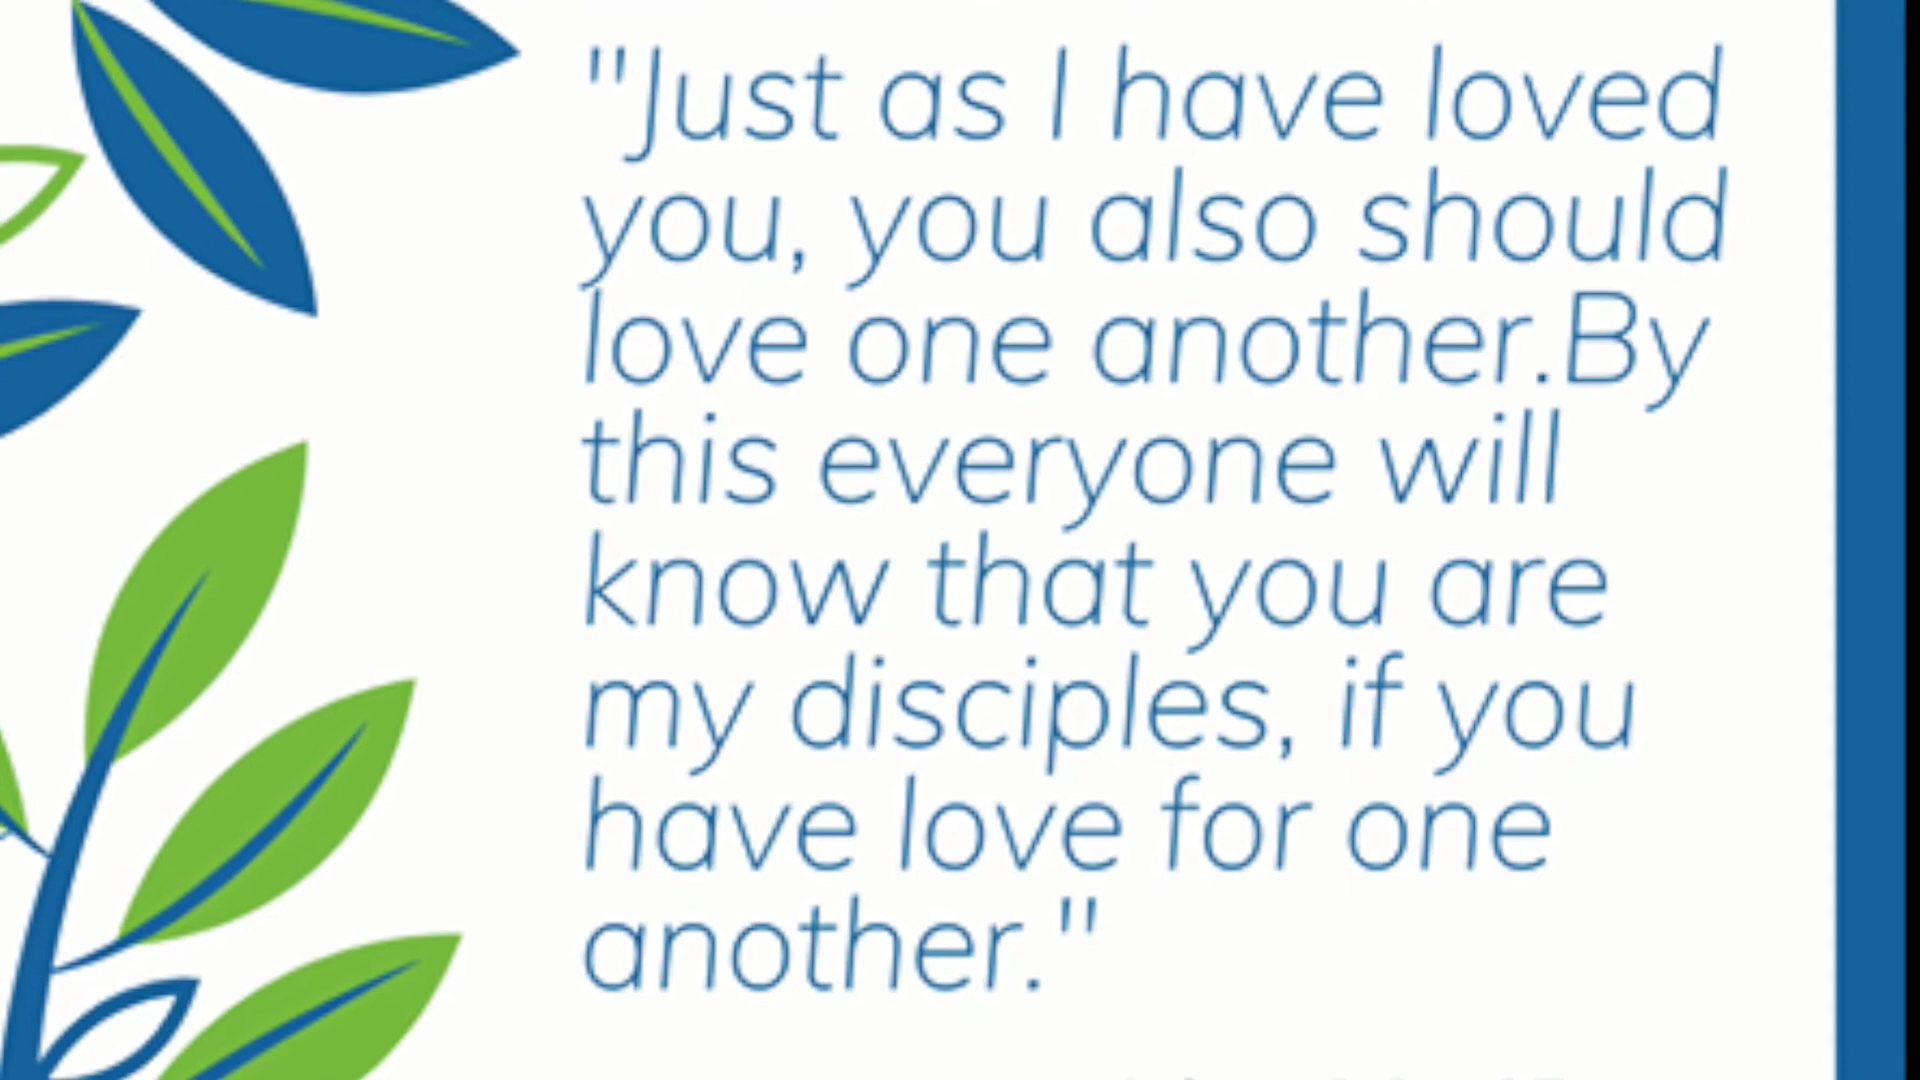 "Just as I have loved
you, you also should
love one another.By
this everyone will
know that you are
my disciples, if you
have love for one
another."